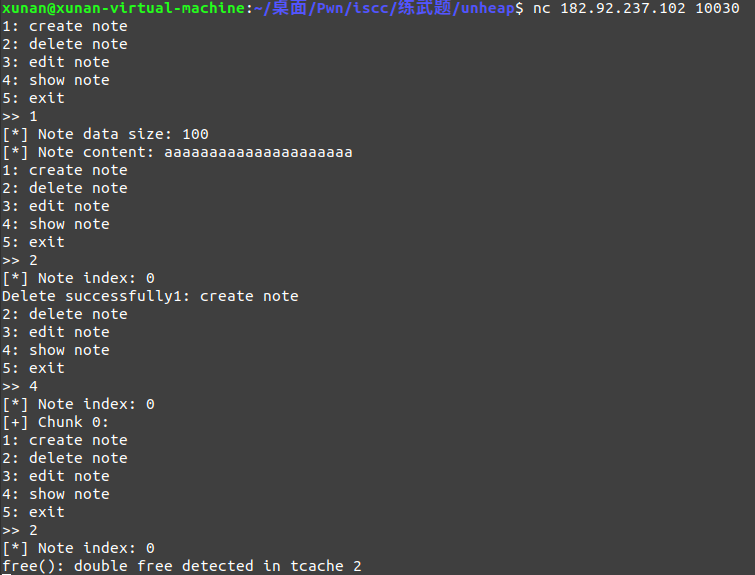 xunan@xunan-virtual-machine:~/桌面/Pwn/iscc/练武题/unheap$ nc 182.92.237.102 10030
1: create note
2: delete note
3: edit note
4: show note
5: exit
>> 1
[*] Note data size: 100
[*] Note content: aaaaaaaaaaaaaaaaaaaaa
1: create note
2: delete note
3: edit note
4: show note
5: exit
>> 2
[*] Note index: 0
Delete successfully1: create note
2: delete note
3: edit note
4: show note
5: exit
>> 4
[*] Note index: 0
[+] Chunk 0:
1: create note
2: delete note
3: edit note
4: show note
5: exit
>> 2
[*] Note index: 0
free(): double free detected in tcache 2